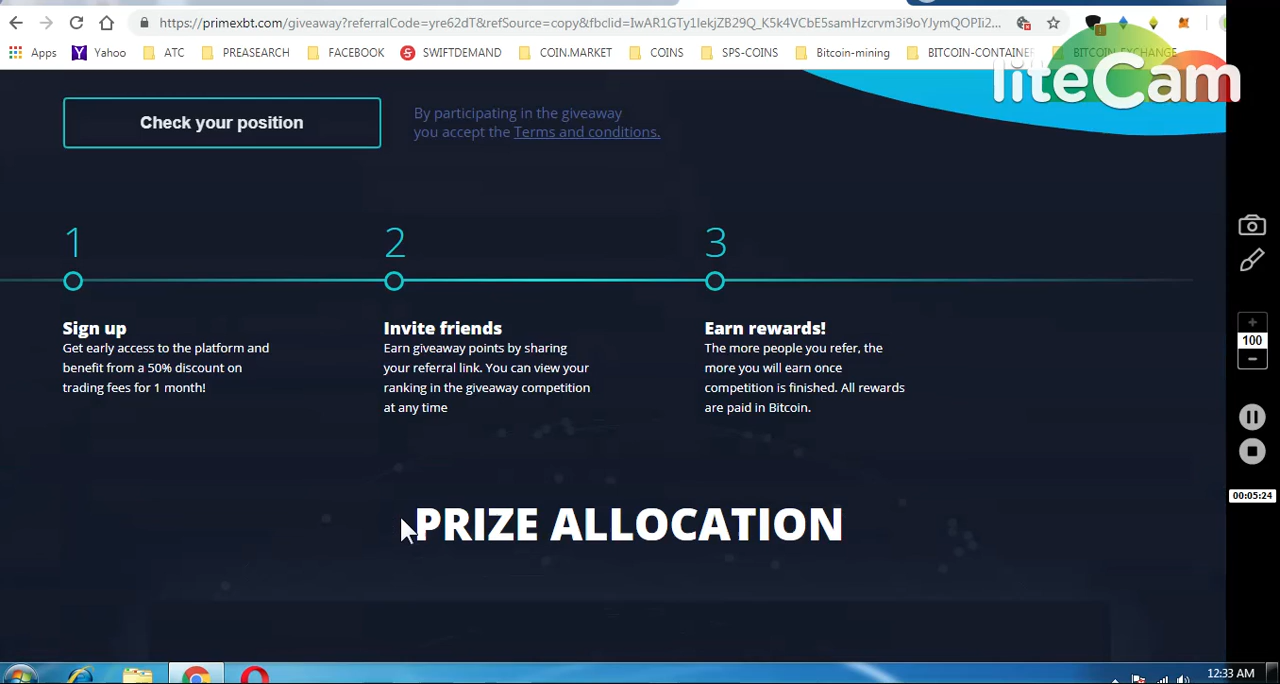 https://primexbt.com/giveaway?referralCode=yre62dT&refSource=copy&fbclid=IwAR1GTy1IekjZB29Q_K5k4VCbE5samHzcrvm3i9oYJymQOPIi2...
Apps Yahoo ATC PREASEARCH FACEBOOK SWIFTDEMAND COIN.MARKET COINS SPS-COINS Bitcoin-mining BITCOIN-CONTAINER BITCOIN-EXCHANGE
liteCam
Check your position
By participating in the giveaway
you accept the Terms and conditions.
1
2
3
Sign up
Get early access to the platform and
benefit from a 50% discount on
trading fees for 1 month!
Invite friends
Earn giveaway points by sharing
your referral link. You can view your
ranking in the giveaway competition
at any time
Earn rewards!
The more people you refer, the
more you will earn once
competition is finished. All rewards
are paid in Bitcoin.
100
00:05:24
PRIZE ALLOCATION
12:33 AM